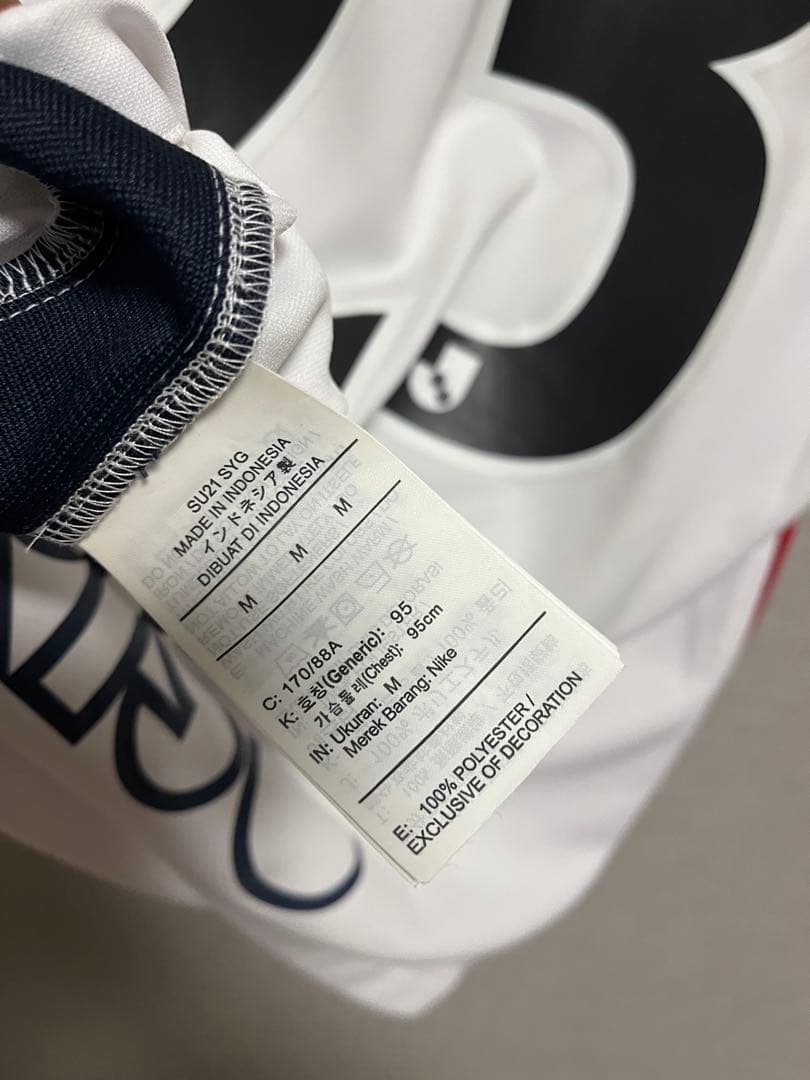 SU21 SYG
MADE IN INDONESIA
インドネシア製
DIBUAT DI INDONESIA
M M M
C: 170/88A
K: 호칭(Generic): 95
가슴둘레(Chest): 95cm
IN: Ukuran: M
Merek Barang: Nike
E: 100% POLYESTER /
EXCLUSIVE OF DECORATION